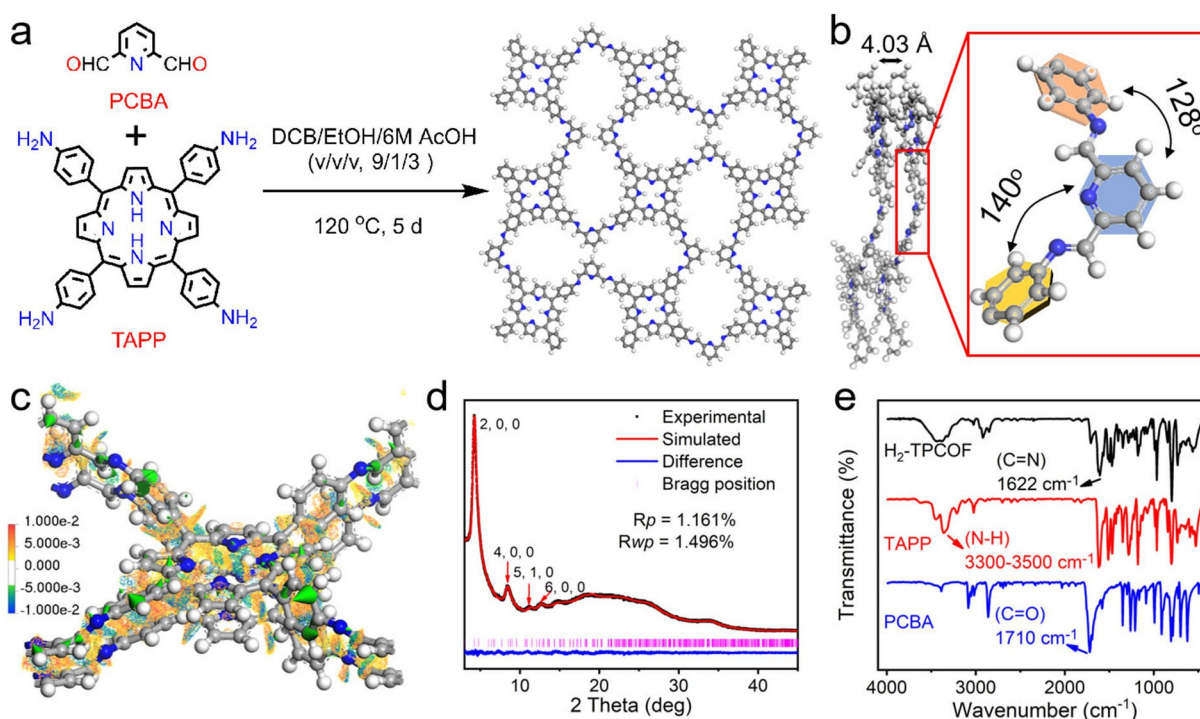 a
OHC
N
CHO
PCBA
+
H₂N
NH₂
N
H
N
N
H
N
H₂N
NH₂
TAPP
DCB/EtOH/6M AcOH
(v/v/v, 9/1/3 )
120 °C, 5 d
b
4.03 Å
128°
140°
c
1.000e-2
5.000e-3
0.000
-5.000e-3
-1.000e-2
d
2, 0, 0
4, 0, 0
5, 1, 0
6, 0, 0
Experimental
Simulated
Difference
Bragg position
Rp = 1.161%
Rwp = 1.496%
10
20
30
40
2 Theta (deg)
e
Transmittance (%)
H₂-TPCOF
(C=N)
1622 cm⁻¹
TAPP
(N-H)
3300-3500 cm⁻¹
PCBA
(C=O)
1710 cm⁻¹
4000
3000
2000
1000
Wavenumber (cm⁻¹)